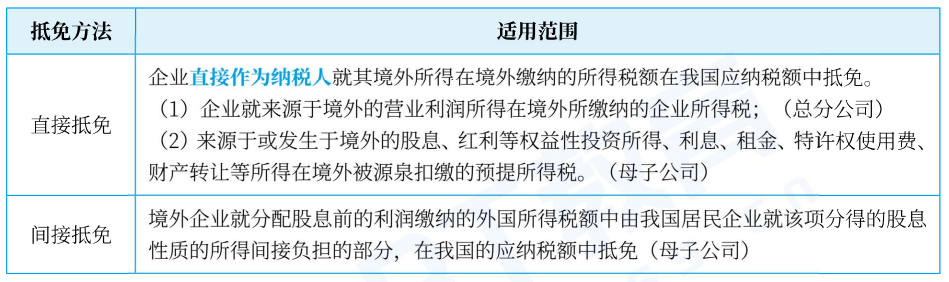 抵免方法 适用范围
企业直接作为纳税人就其境外所得在境外缴纳的所得税额在我国应纳税额中抵免。
（1）企业就来源于境外的营业利润所得在境外所缴纳的企业所得税；（总分公司）
直接抵免
（2）来源于或发生于境外的股息、红利等权益性投资所得、利息、租金、特许权使用费、
财产转让等所得在境外被源泉扣缴的预提所得税。（母子公司）
境外企业就分配股息前的利润缴纳的外国所得税额中由我国居民企业就该项分得的股息
间接抵免
性质的所得间接负担的部分，在我国的应纳税额中抵免（母子公司）